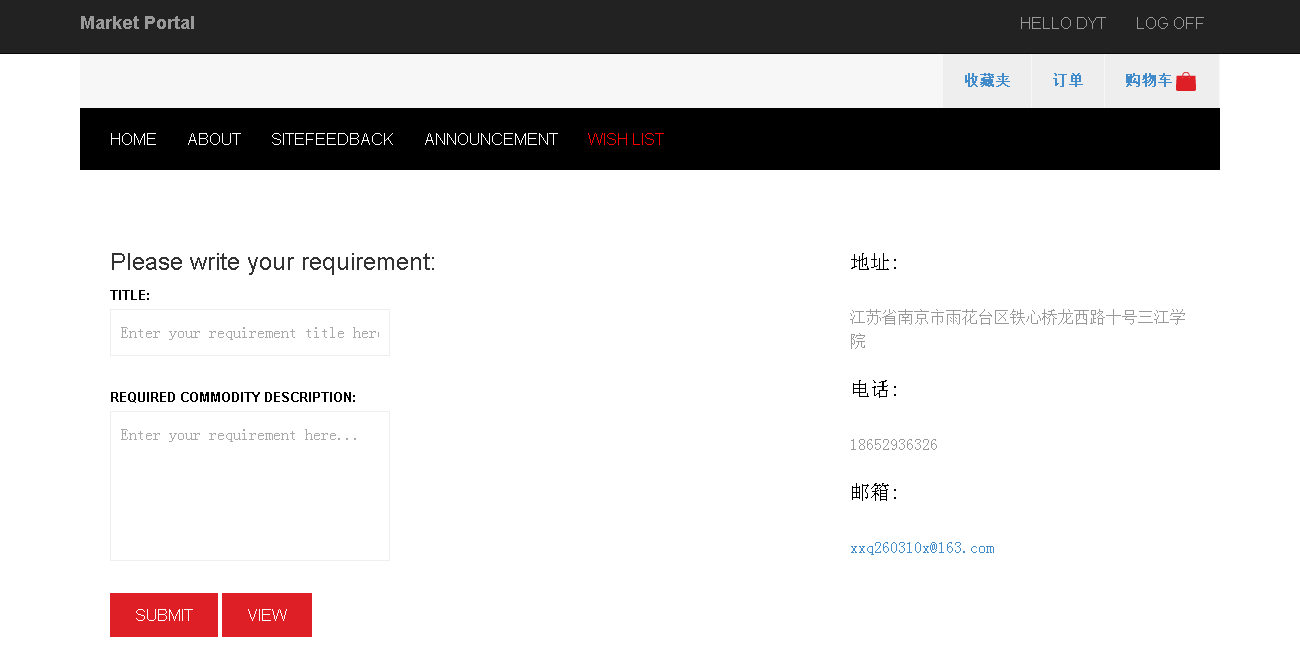 Market Portal HELLO DYT LOG OFF
收藏夹 订单 购物车
HOME ABOUT SITEFEEDBACK ANNOUNCEMENT WISH LIST
Please write your requirement:
TITLE:
Enter your requirement title her
REQUIRED COMMODITY DESCRIPTION:
Enter your requirement here...
SUBMIT VIEW
地址:
江苏省南京市雨花台区铁心桥龙西路十号三江学
院
电话:
18652936326
邮箱:
xxq260310x@163.com